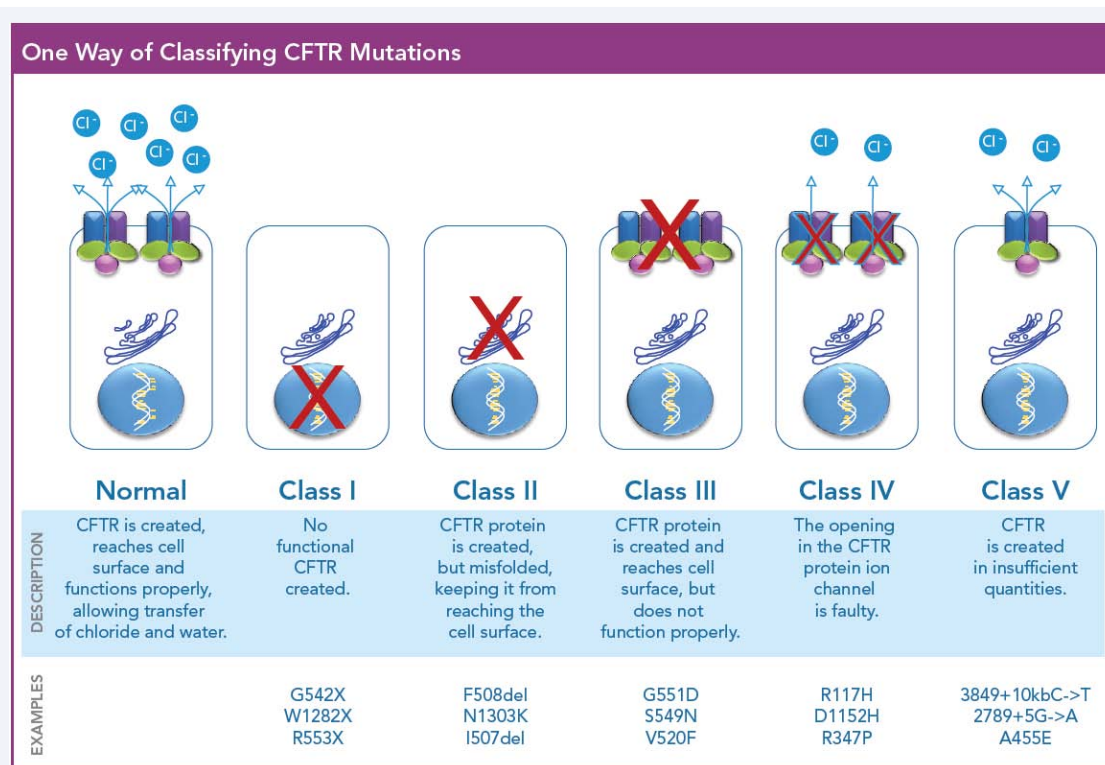 One Way of Classifying CFTR Mutations
Cl⁻ Cl⁻ Cl⁻ Cl⁻ Cl⁻ Cl⁻
Cl⁻ Cl⁻
Cl⁻ Cl⁻
Normal
Class I
Class II
Class III
Class IV
Class V
DESCRIPTION
CFTR is created,
reaches cell
surface and
functions properly,
allowing transfer
of chloride and water.
No
functional
CFTR
created.
CFTR protein
is created,
but misfolded,
keeping it from
reaching the
cell surface.
CFTR protein
is created and
reaches cell
surface, but
does not
function properly.
The opening
in the CFTR
protein ion
channel
is faulty.
CFTR
is created
in insufficient
quantities.
EXAMPLES
G542X
W1282X
R553X
F508del
N1303K
I507del
G551D
S549N
V520F
R117H
D1152H
R347P
3849+10kbC->T
2789+5G->A
A455E